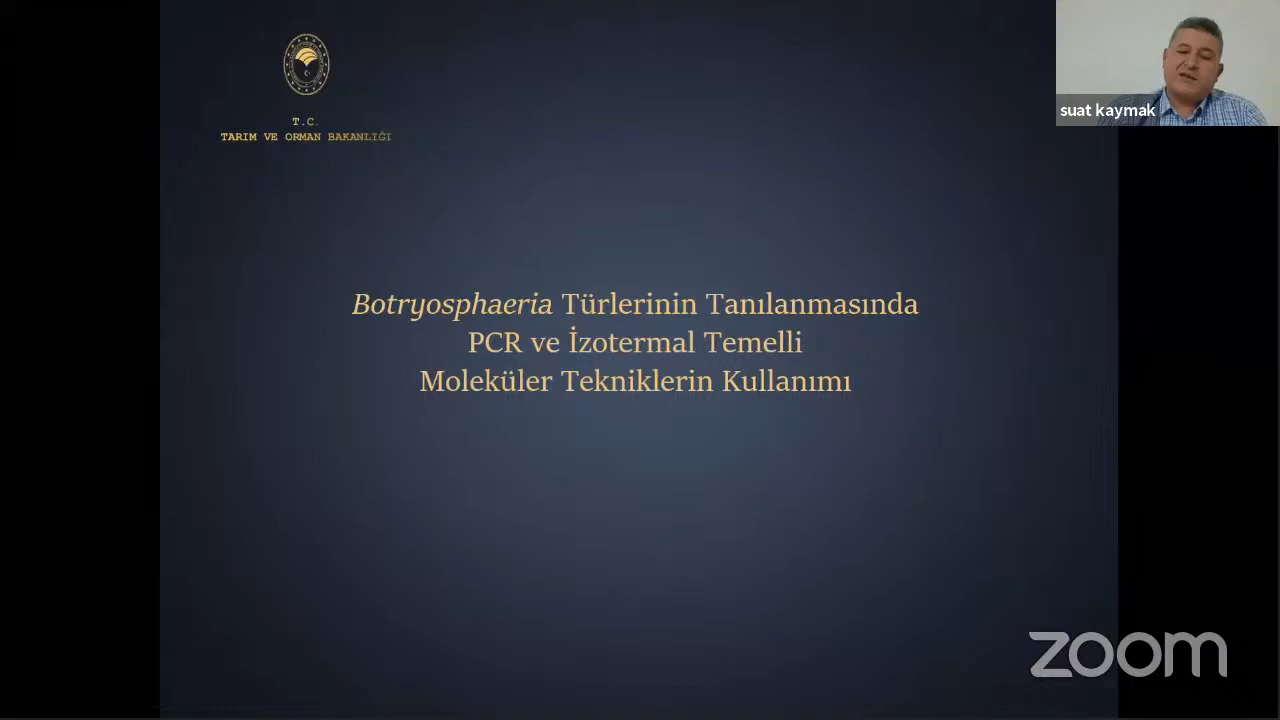 T.C.
TARIM VE ORMAN BAKANLIĞI
suat kaymak
Botryosphaeria Türlerinin Tanılanmasında
PCR ve İzotermal Temelli
Moleküler Tekniklerin Kullanımı
zoom